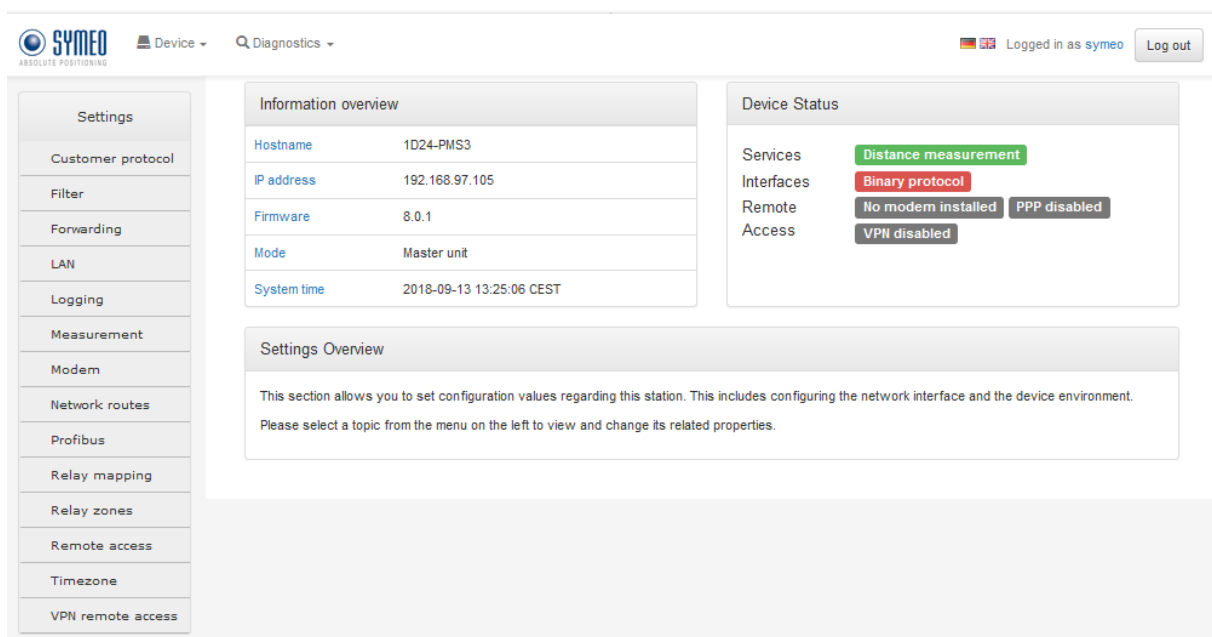 SYMEO
ABSOLUTE POSITIONING
Device
Diagnostics
Logged in as symeo
Log out
Settings
Customer protocol
Filter
Forwarding
LAN
Logging
Measurement
Modem
Network routes
Profibus
Relay mapping
Relay zones
Remote access
Timezone
VPN remote access
Information overview
Hostname 1D24-PMS3
IP address 192.168.97.105
Firmware 8.0.1
Mode Master unit
System time 2018-09-13 13:25:06 CEST
Device Status
Services Distance measurement
Interfaces Binary protocol
Remote No modem installed PPP disabled
Access VPN disabled
Settings Overview
This section allows you to set configuration values regarding this station. This includes configuring the network interface and the device environment.
Please select a topic from the menu on the left to view and change its related properties.